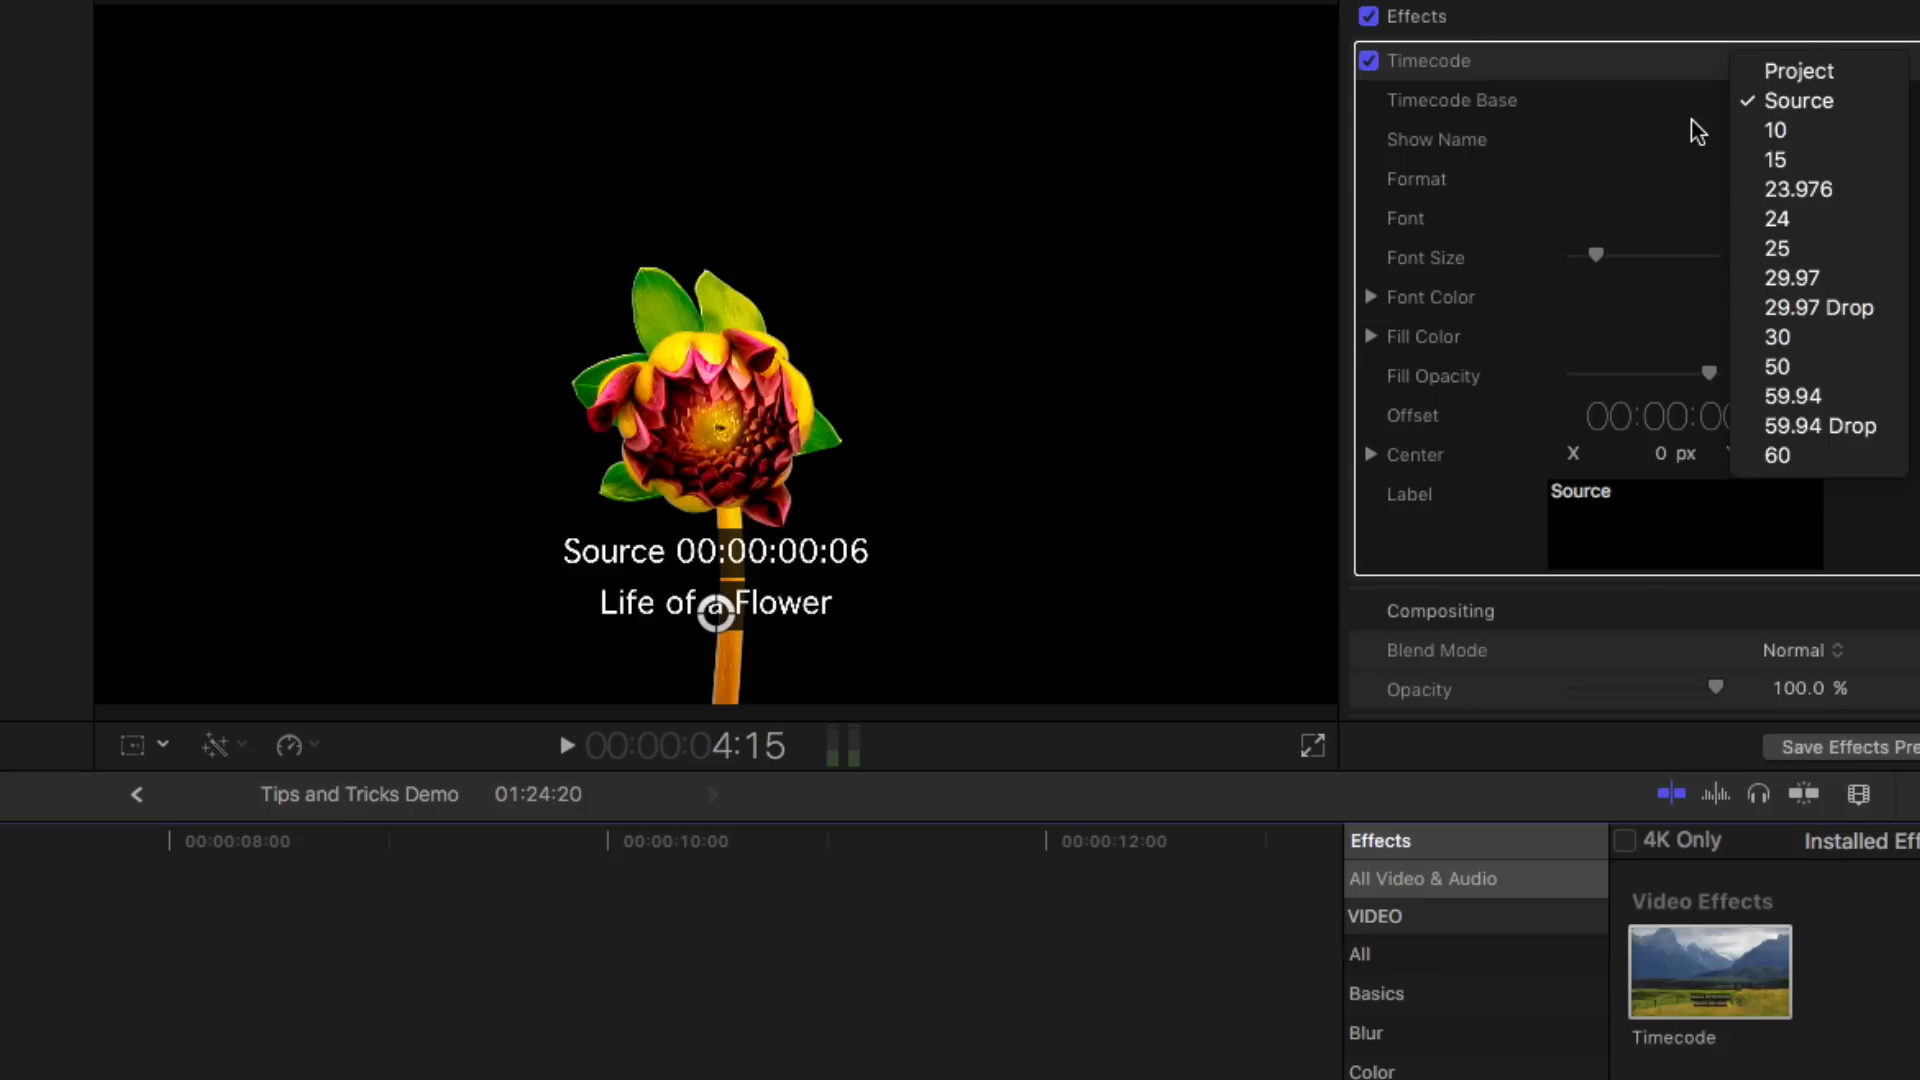 Effects
Timecode
Timecode Base
Show Name
Format
Font
Font Size
Font Color
Fill Color
Fill Opacity
Offset 00:00:0
Center X 0 px
Label Source
Project
✓ Source
10
15
23.976
24
25
29.97
29.97 Drop
30
50
59.94
59.94 Drop
60
Source 00:00:00:06
Life of a Flower
Compositing
Blend Mode Normal
Opacity 100.0 %
00:00:04:15
Save Effects Pre
Tips and Tricks Demo 01:24:20
00:00:08:00 00:00:10:00 00:00:12:00
Effects
All Video & Audio
VIDEO
All
Basics
Blur
Color
4K Only Installed Eff
Video Effects
Timecode